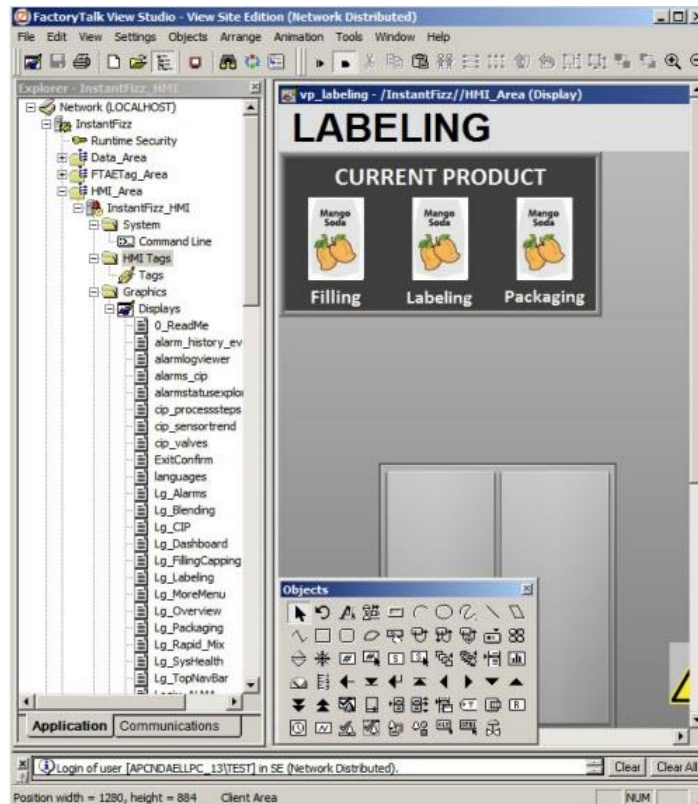 FactoryTalk View Studio - View Site Edition (Network Distributed)
File Edit View Settings Objects Arrange Animation Tools Window Help
Explorer - InstantFizz_HMI
Network (LOCALHOST)
InstantFizz
Runtime Security
Data_Area
FTAETag_Area
HMI_Area
InstantFizz_HMI
System
Command Line
HMI Tags
Tags
Graphics
Displays
0_ReadMe
alarm_history_ev
alarmlogviewer
alarms_cip
alarmstatusexplo
cip_processsteps
cip_sensortrend
cip_valves
ExitConfirm
languages
Lg_Alarms
Lg_Blending
Lg_CIP
Lg_Dashboard
Lg_FillingCapping
Lg_Labeling
Lg_MoreMenu
Lg_Overview
Lg_Packaging
Lg_Rapid_Mix
Lg_SysHealth
Lg_TopNavBar
Application Communications
vp_labeling - /InstantFizz//HMI_Area (Display)
LABELING
CURRENT PRODUCT
Mango Soda Mango Soda Mango Soda
Filling Labeling Packaging
Objects
Login of user [APCNDAELLPC_13\TEST] in SE (Network Distributed).
Clear Clear All
Position width = 1280, height = 884 Client Area NUM